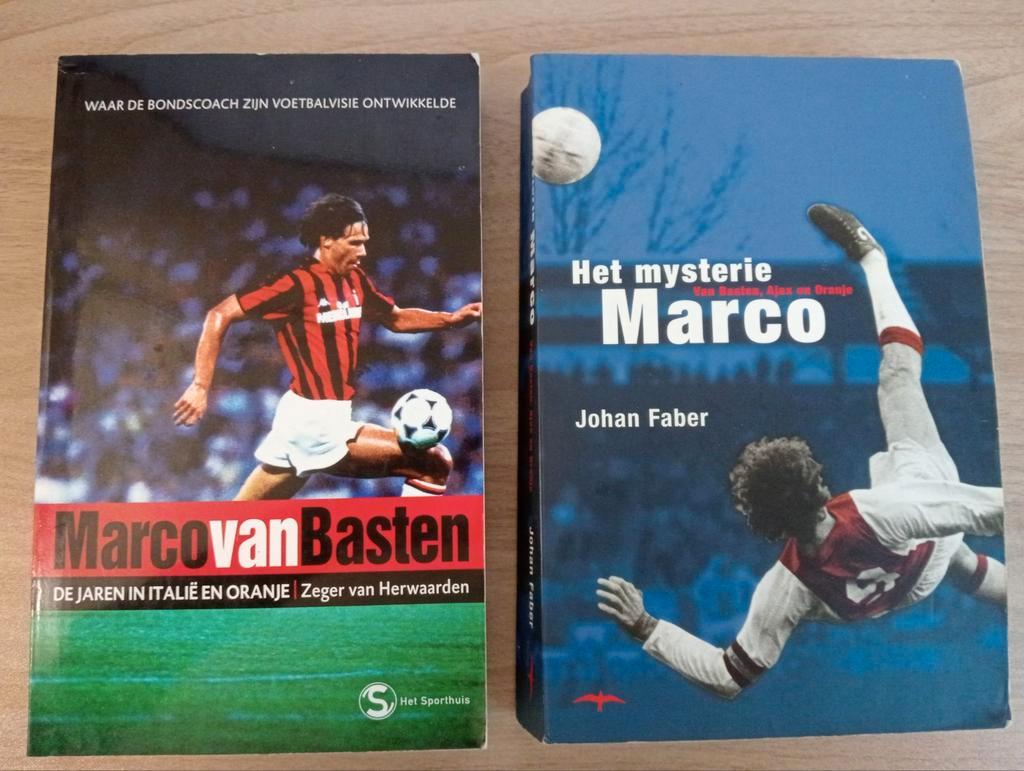 WAAR DE BONDSCOACH ZIJN VOETBALVISIE ONTWIKKELDE
MarcovanBasten
DE JAREN IN ITALIË EN ORANJE | Zeger van Herwaarden
S Het Sporthuis
Het mysterie
Van Basten, Ajax en Oranje
Marco
Johan Faber
Johan Faber